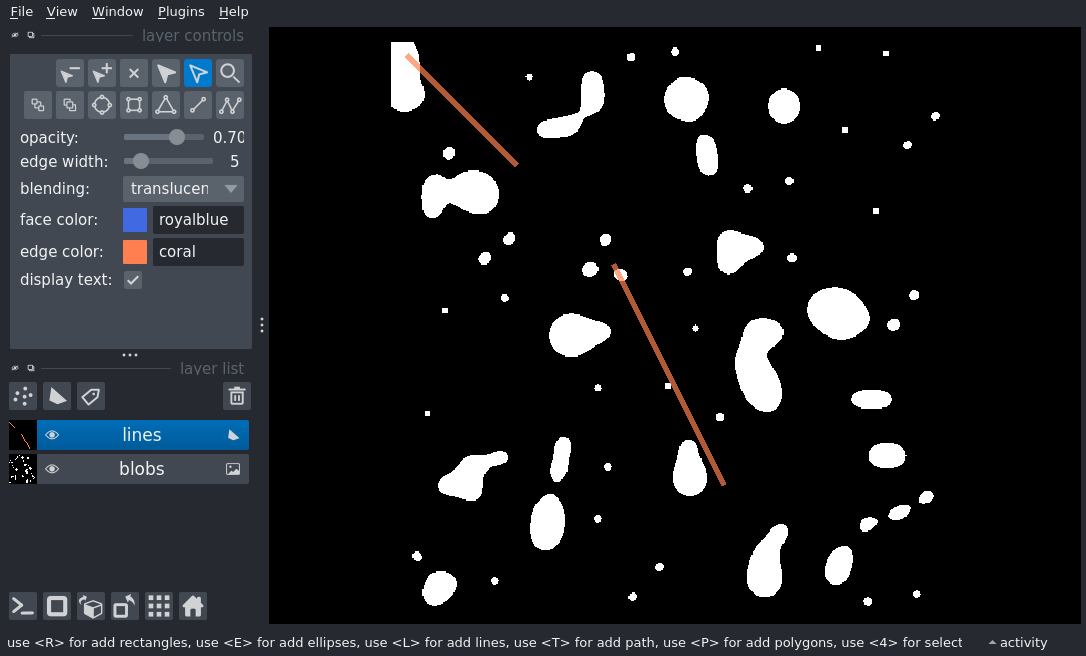 File View Window Plugins Help
layer controls
opacity: 0.70
edge width: 5
blending: translucen
face color: royalblue
edge color: coral
display text:
layer list
lines
blobs
use <R> for add rectangles, use <E> for add ellipses, use <L> for add lines, use <T> for add path, use <P> for add polygons, use <4> for select
activity